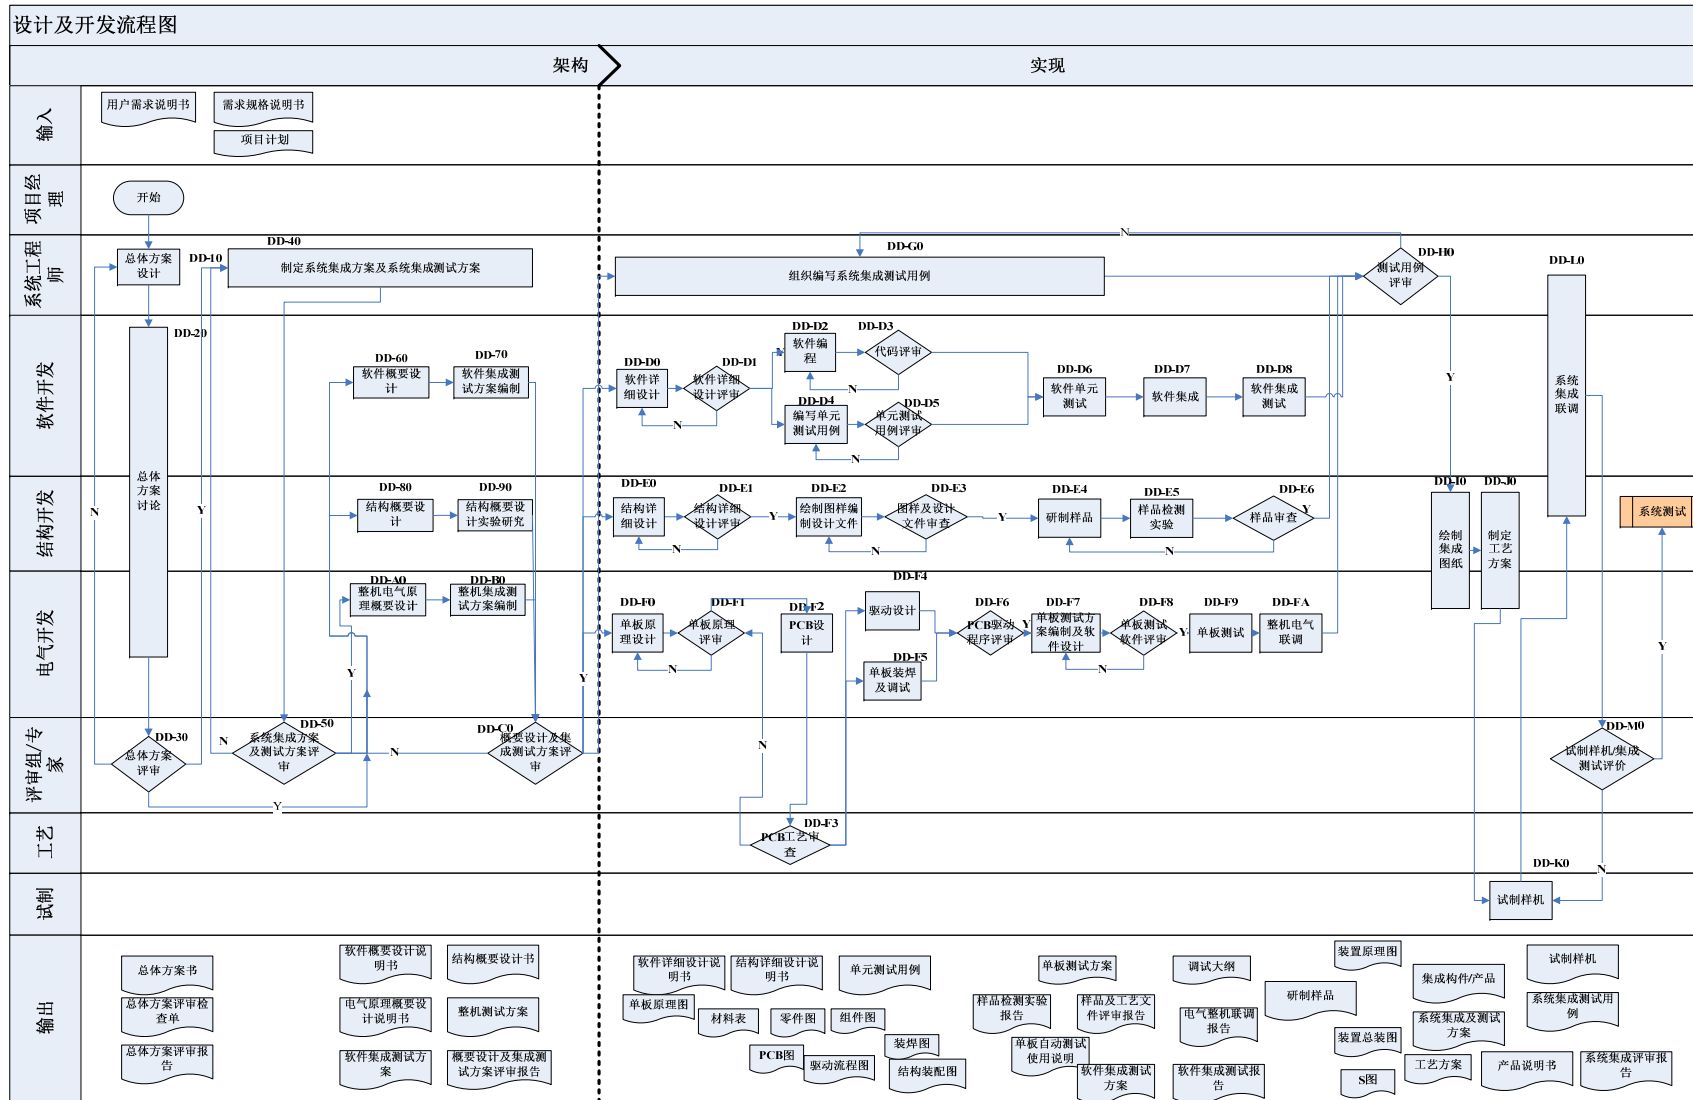 设计及开发流程图
架构
实现
输入
用户需求说明书
需求规格说明书
项目计划
项目经
理
开始
系统工程
师
总体方案
设计
DD-10
DD-40
制定系统集成方案及系统集成测试方案
DD-G0
组织编写系统集成测试用例
N
DD-H0
测试用例
评审
DD-L0
系统
集成
联调
软件开发
DD-20
总体
方案
讨论
DD-60
软件概要设
计
DD-70
软件集成测
试方案编制
DD-D0
软件详
细设计
DD-D1
软件详细
设计评审
N
DD-D2
软件编
程
N
DD-D3
代码评审
N
DD-D4
编写单元
测试用例
DD-D5
单元测试
用例评审
N
DD-D6
软件单元
测试
DD-D7
软件集成
DD-D8
软件集成
测试
Y
结构开发
N
Y
DD-80
结构概要设
计
DD-90
结构概要设
计实验研究
DD-E0
结构详
细设计
DD-E1
结构详细
设计评审
N
Y
DD-E2
绘制图样编
制设计文件
DD-E3
图样及设计
文件审查
N
Y
DD-E4
研制样品
DD-E5
样品检测
实验
DD-E6
样品审查
Y
N
DD-I0
绘制
集成
图纸
DD-J0
制定
工艺
方案
系统测试
电气开发
DD-A0
整机电气原
理概要设计
DD-B0
整机集成测
试方案编制
Y
Y
DD-F0
单板原
理设计
DD-F1
单板原理
评审
N
DD-F2
PCB设
计
DD-F4
驱动设计
DD-F5
单板装焊
及调试
DD-F6
PCB驱动
程序评审
Y
DD-F7
单板测试方
案编制及软
件设计
DD-F8
单板测试
软件评审
N
Y
DD-F9
单板测试
DD-FA
整机电气
联调
Y
评审组/专
家
DD-30
总体方案
评审
Y
N
DD-50
系统集成方案
及测试方案评
审
N
DD-C0
概要设计及集
成测试方案评
审
N
DD-M0
试制样机/集成
测试评价
工艺
DD-F3
PCB工艺审
查
N
试制
DD-K0
试制样机
输出
总体方案书
总体方案评审检
查单
总体方案评审报
告
软件概要设计说
明书
结构概要设计书
电气原理概要设
计说明书
整机测试方案
软件集成测试方
案
概要设计及集成测
试方案评审报告
软件详细设计说
明书
结构详细设计说
明书
单元测试用例
单板原理图
材料表
零件图
组件图
PCB图
驱动流程图
装焊图
结构装配图
单板测试方案
样品检测实验
报告
样品及工艺文
件评审报告
单板自动测试
使用说明
软件集成测试
方案
调试大纲
电气整机联调
报告
软件集成测试报
告
研制样品
装置原理图
装置总装图
S图
集成构件/产品
系统集成及测试
方案
工艺方案
产品说明书
试制样机
系统集成测试用
例
系统集成评审报
告